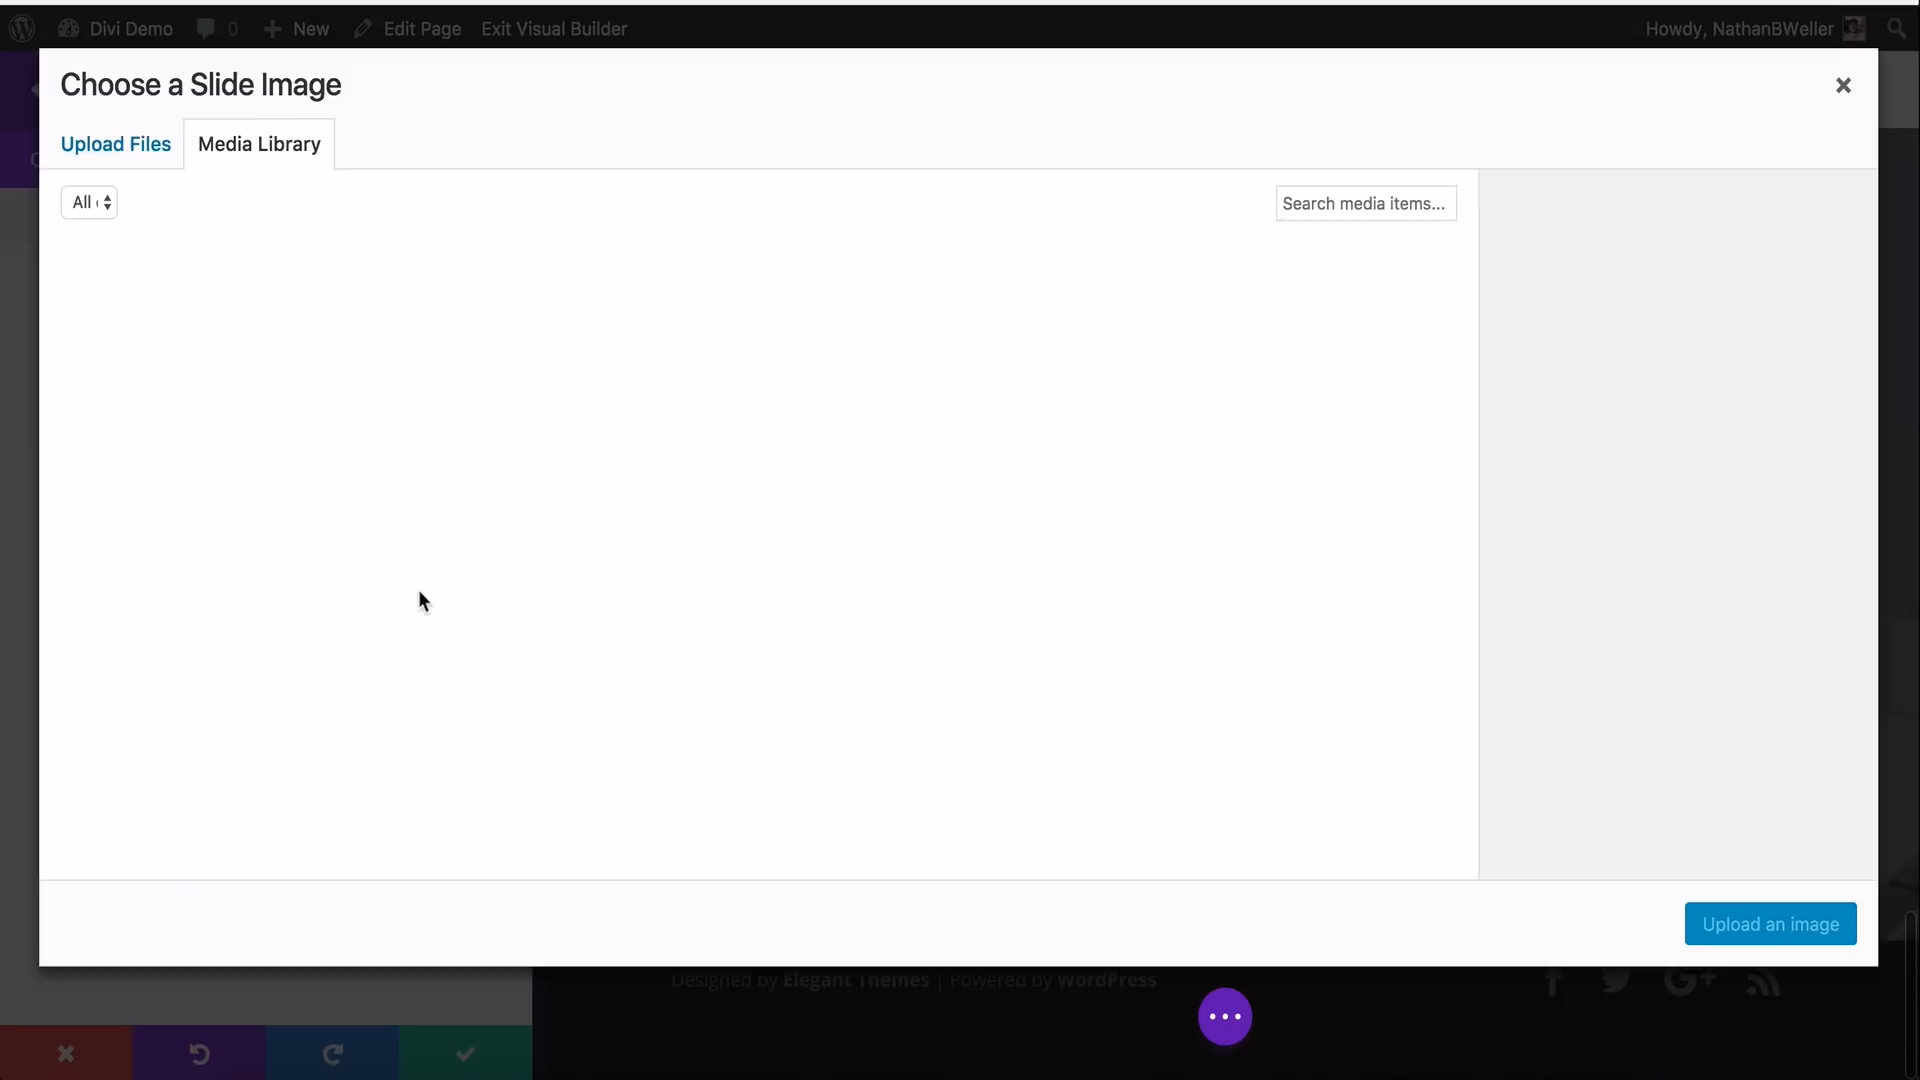 Divi Demo 0 New Edit Page Exit Visual Builder Howdy, NathanBWeller
Choose a Slide Image
Upload Files Media Library
All Search media items...
Upload an image
Designed by Elegant Themes | Powered by WordPress